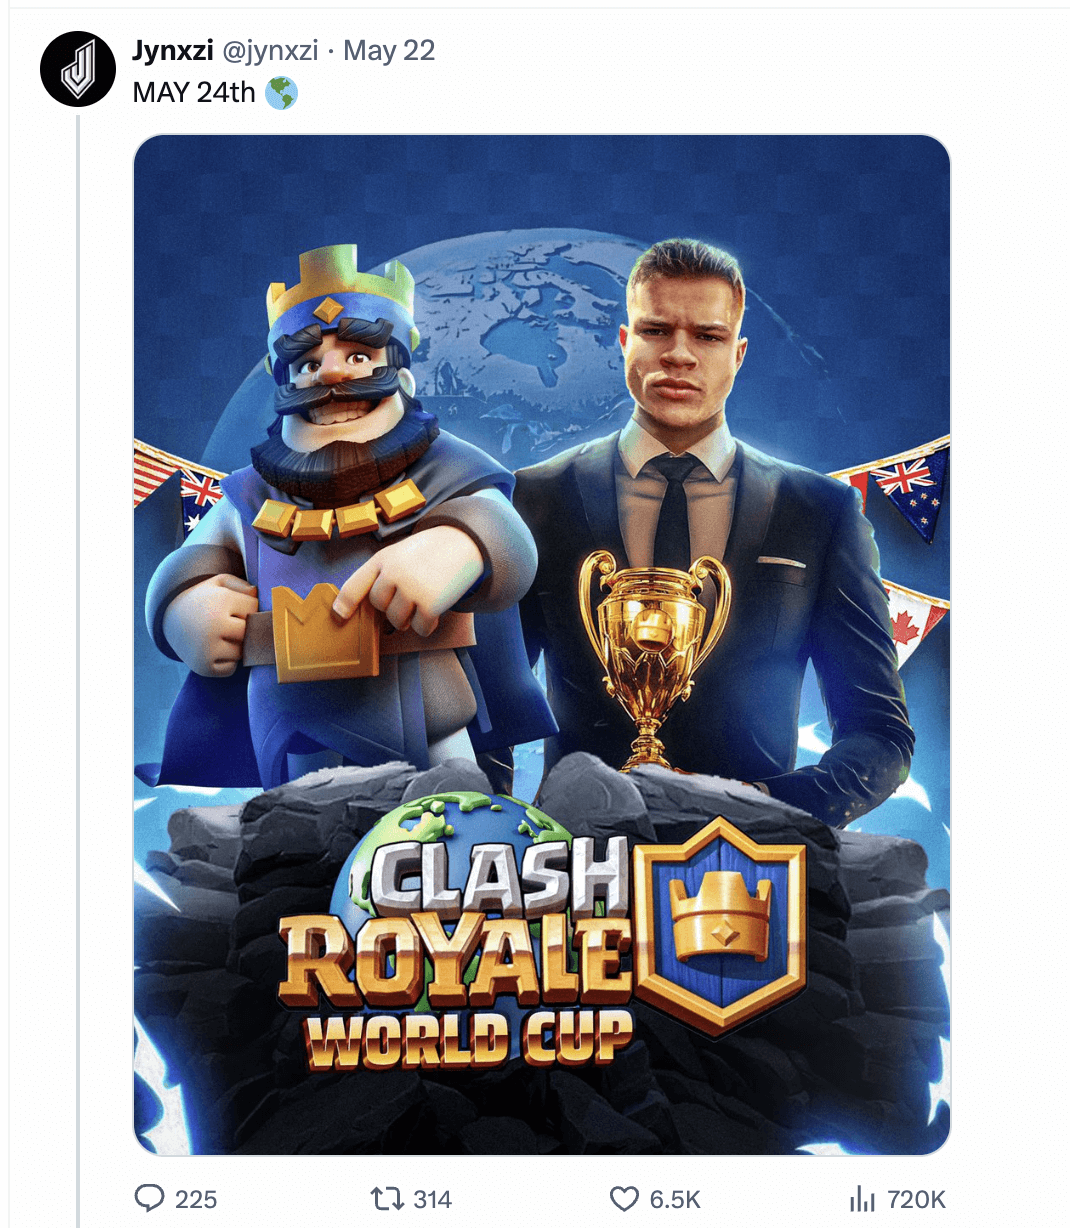 Jynxzi @jynxzi · May 22
MAY 24th 🌎
CLASH
ROYALE
WORLD CUP
225 314 6.5K 720K